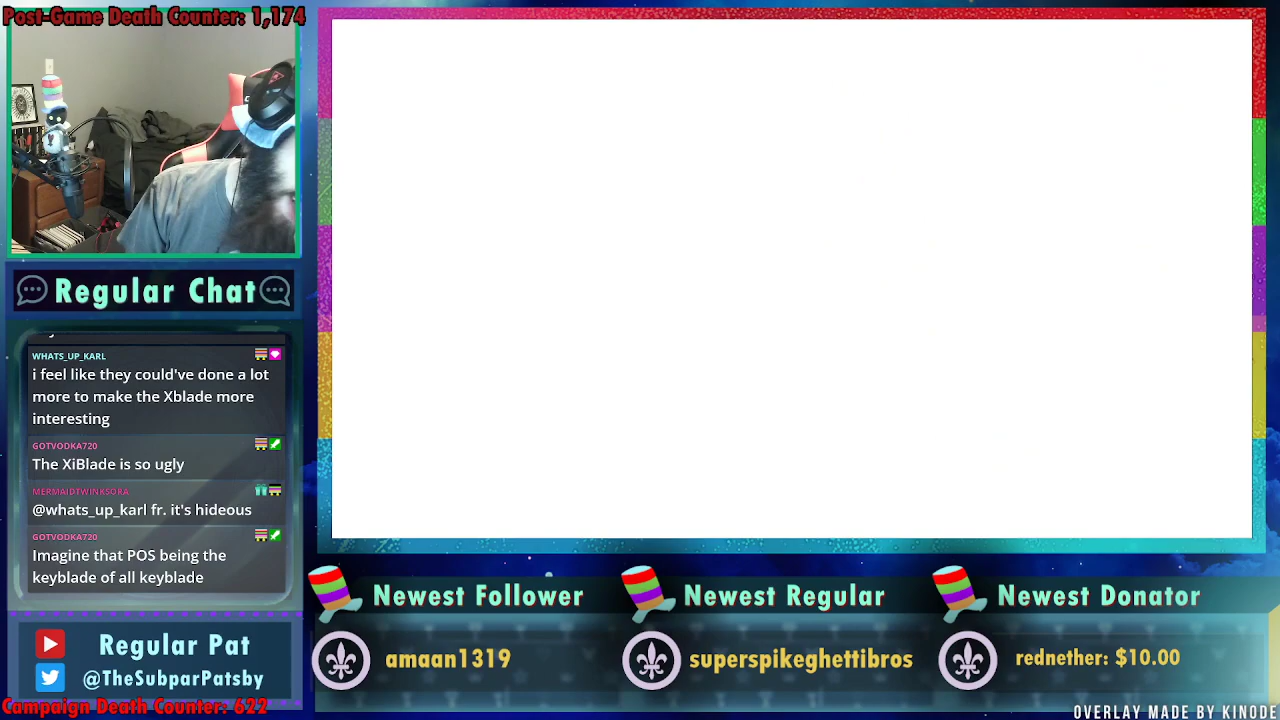 Post-Game Death Counter: 1,174
Regular Chat
WHATS_UP_KARL
i feel like they could've done a lot
more to make the Xblade more
interesting
GOTVODKA720
The XiBlade is so ugly
MERMAIDTWINKSORA
@whats_up_karl fr. it's hideous
GOTVODKA720
Imagine that POS being the
keyblade of all keyblade
Regular Pat
@TheSubparPatsby
Campaign Death Counter: 622
Newest Follower
amaan1319
Newest Regular
superspikeghettibros
Newest Donator
rednether: $10.00
OVERLAY MADE BY KINODE